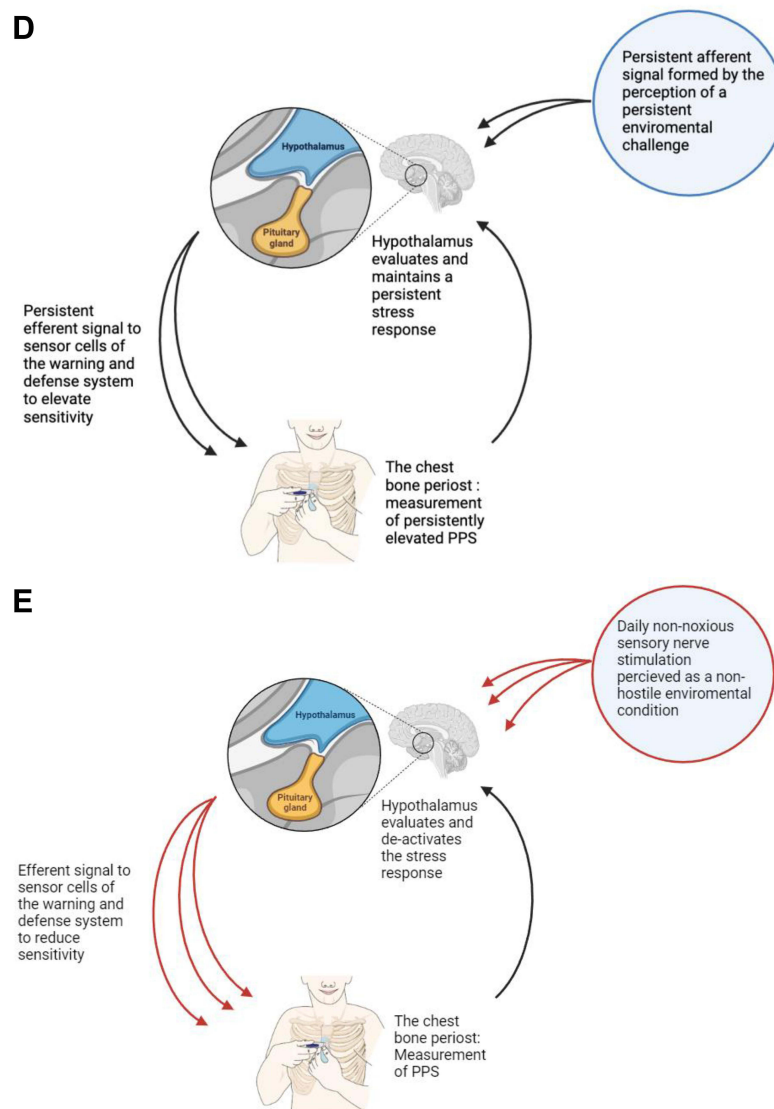 D
Persistent afferent
signal formed by the
perception of a
persistent
enviromental
challenge
Hypothalamus
Pituitary
gland
Hypothalamus
evaluates and
maintains a
persistent
stress
response
Persistent
efferent signal to
sensor cells of
the warning and
defense system
to elevate
sensitivity
The chest
bone periost :
measurement
of persistently
elevated PPS
E
Daily non-noxious
sensory nerve
stimulation
percieved as a non-
hostile enviromental
condition
Hypothalamus
Pituitary
gland
Hypothalamus
evaluates and
de-activates
the stress
response
Efferent signal to
sensor cells of
the warning and
defense system
to reduce
sensitivity
The chest
bone periost:
Measurement
of PPS